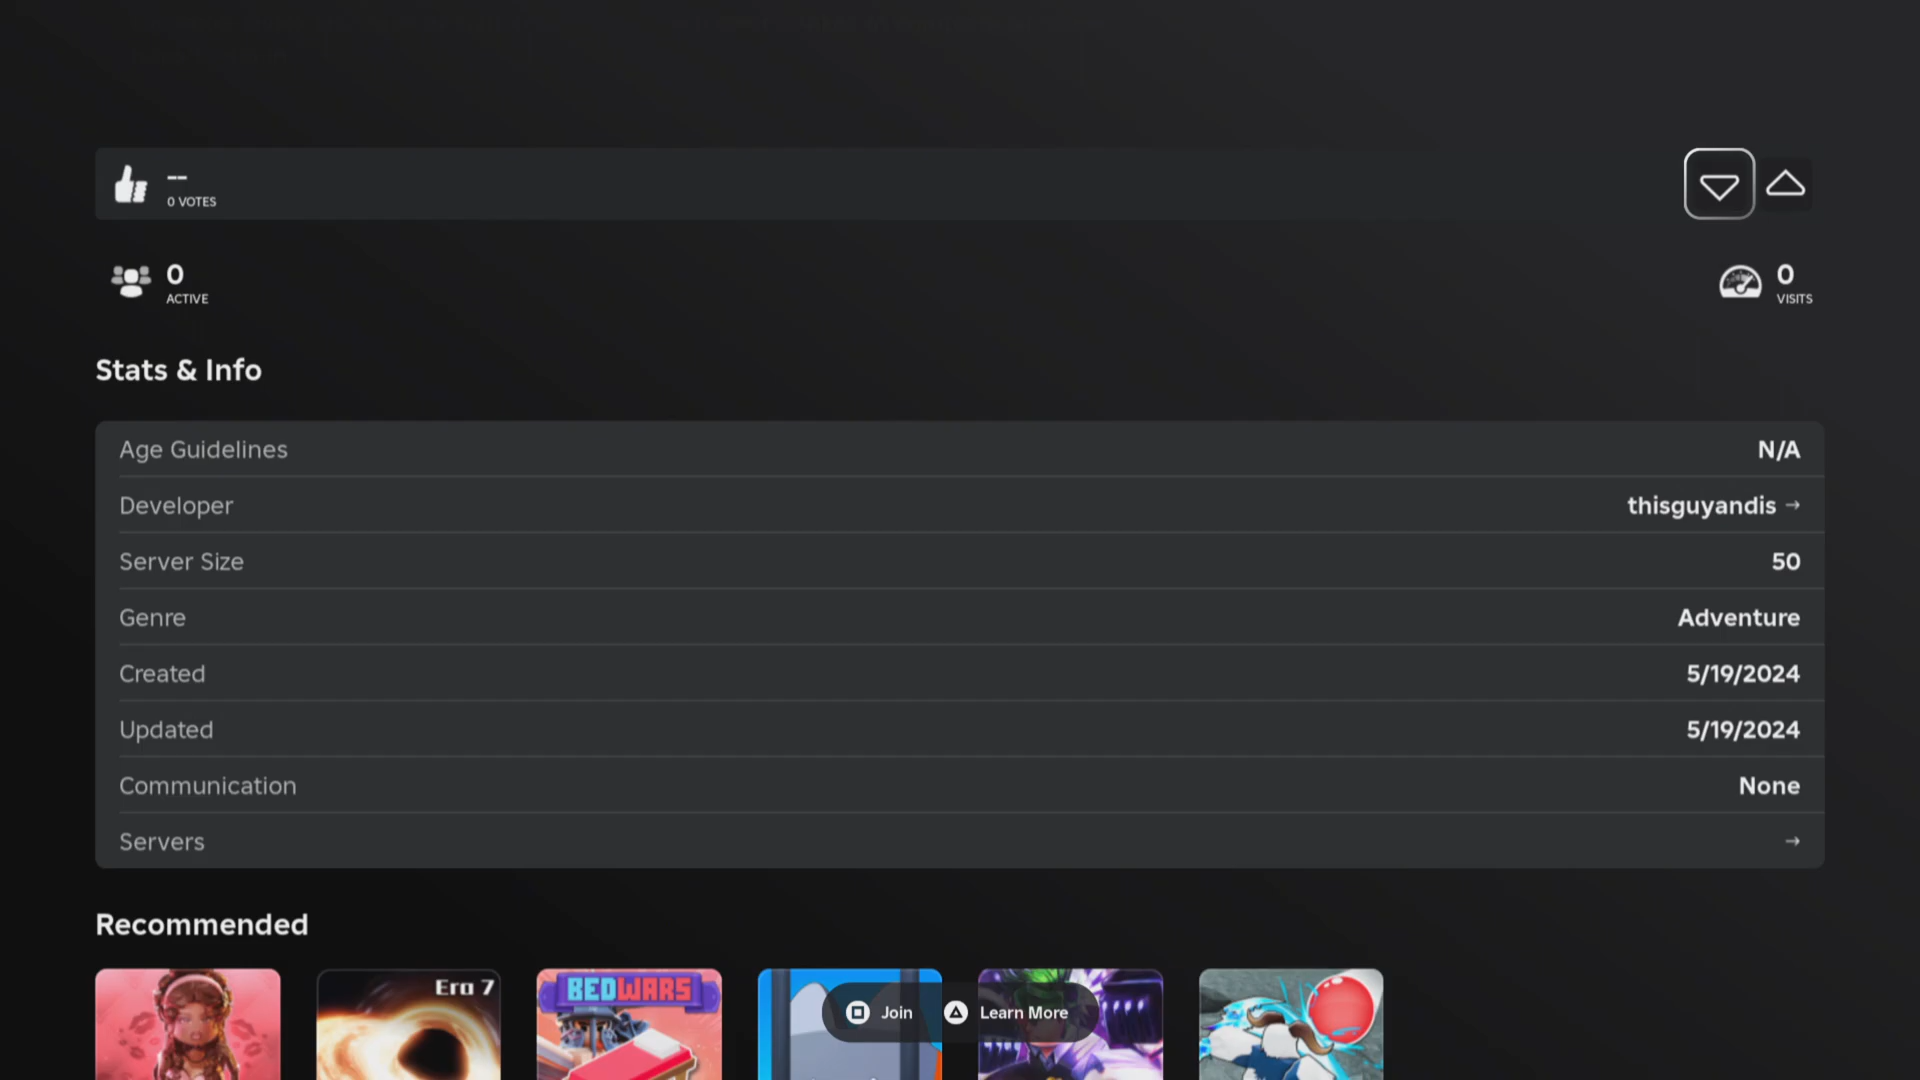 --
0 VOTES
0
ACTIVE
0
VISITS
Stats & Info
Age Guidelines N/A
Developer thisguyandis →
Server Size 50
Genre Adventure
Created 5/19/2024
Updated 5/19/2024
Communication None
Servers →
Recommended
Era 7
BEDWARS
Join Learn More